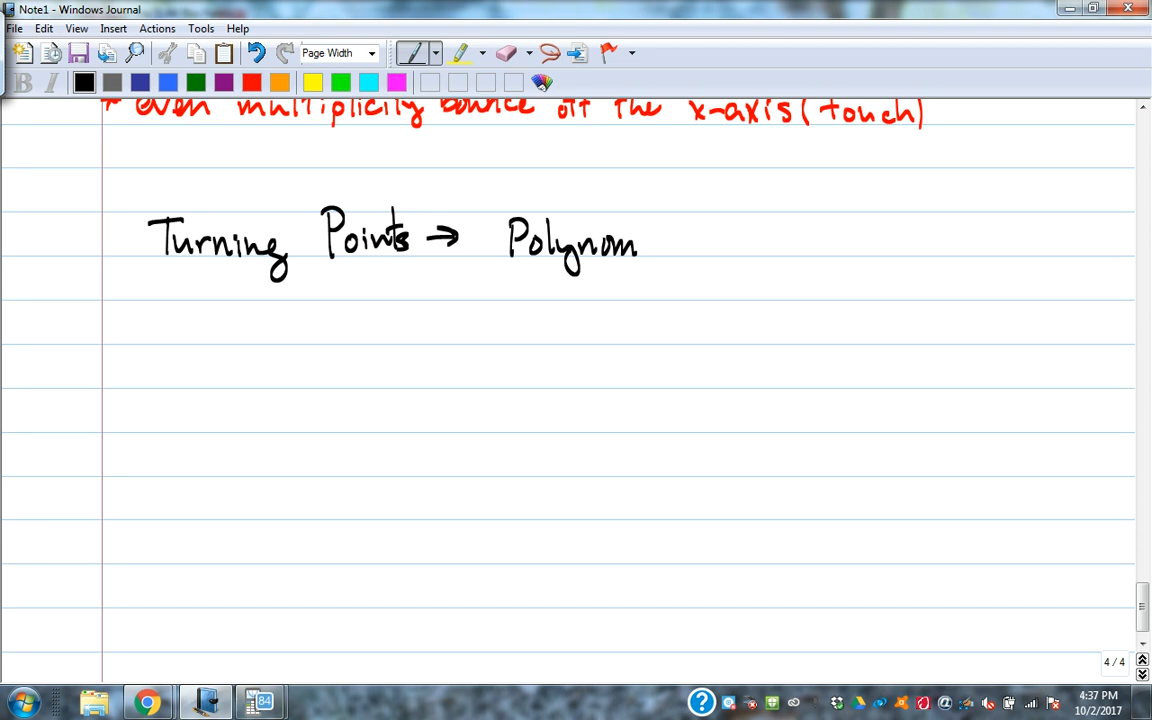 Note1 - Windows Journal
File Edit View Insert Actions Tools Help
Page Width
B I
* even multiplicity bounce off the x-axis (touch)
Turning Points → Polynom
4 / 4
84
4:37 PM
10/2/2017